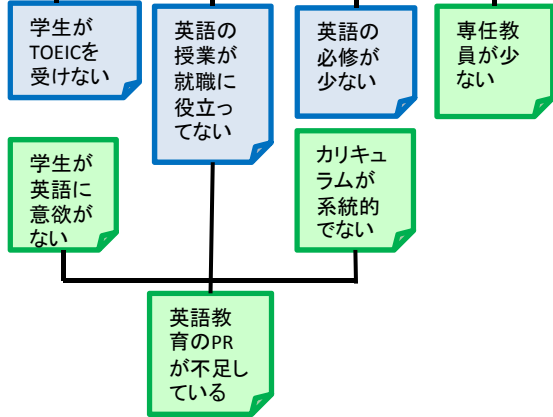 学生が
TOEICを
受けない
英語の
授業が
就職に
役立っ
てない
英語の
必修が
少ない
専任教
員が少
ない
学生が
英語に
意欲が
ない
カリキュ
ラムが
系統的
でない
英語教
育のPR
が不足し
ている